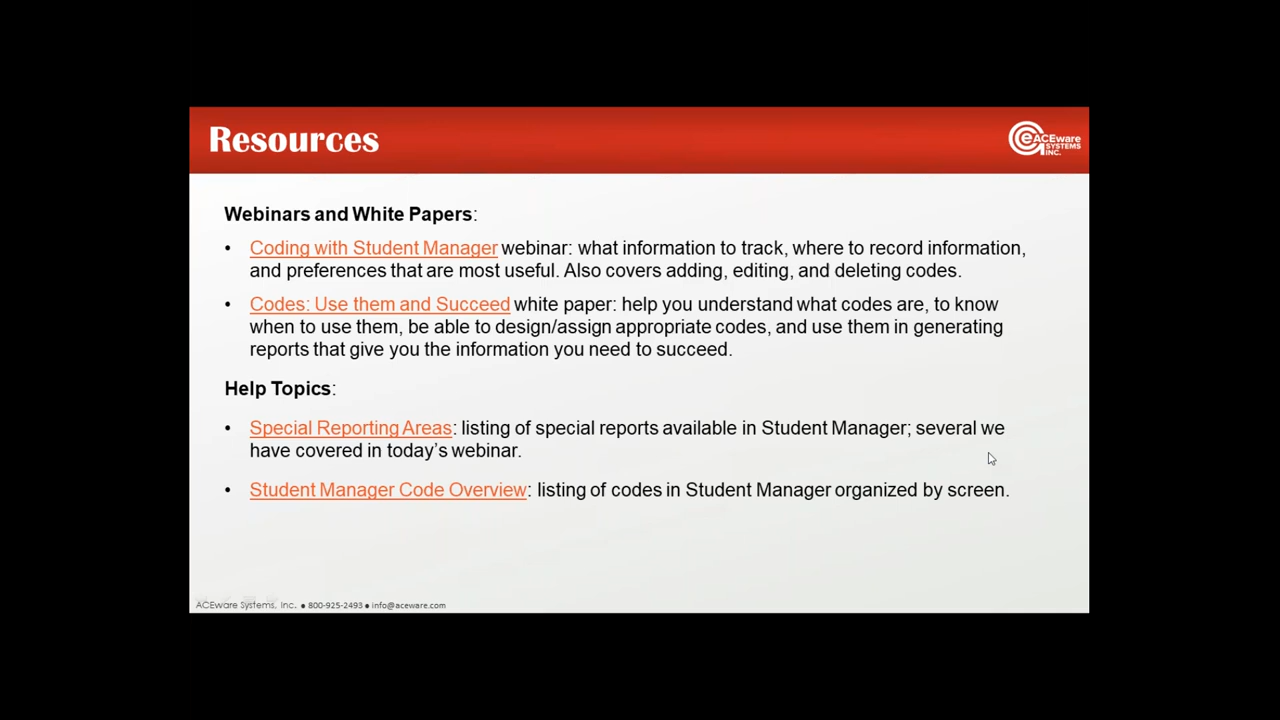 Resources
eACEware
SYSTEMS
INC.
Webinars and White Papers:
• Coding with Student Manager webinar: what information to track, where to record information,
and preferences that are most useful. Also covers adding, editing, and deleting codes.
• Codes: Use them and Succeed white paper: help you understand what codes are, to know
when to use them, be able to design/assign appropriate codes, and use them in generating
reports that give you the information you need to succeed.
Help Topics:
• Special Reporting Areas: listing of special reports available in Student Manager; several we
have covered in today’s webinar.
• Student Manager Code Overview: listing of codes in Student Manager organized by screen.
ACEware Systems, Inc. ● 800-925-2493 ● info@aceware.com